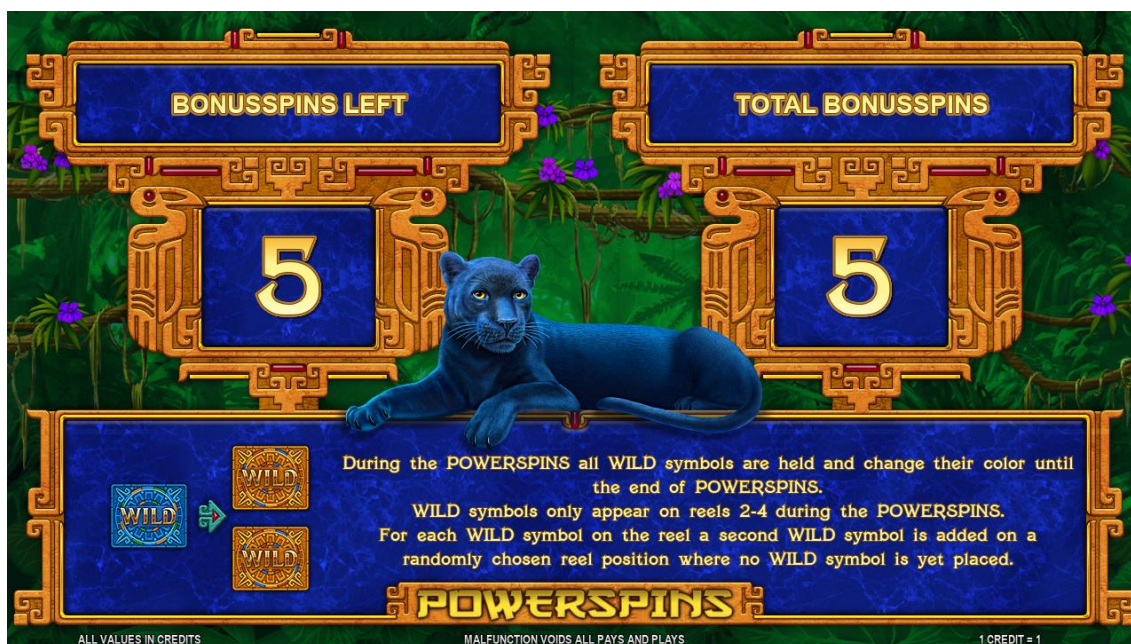 BONUSSPINS LEFT
TOTAL BONUSSPINS
5
5
WILD
WILD
WILD
During the POWERSPINS all WILD symbols are held and change their color until
the end of POWERSPINS.
WILD symbols only appear on reels 2-4 during the POWERSPINS.
For each WILD symbol on the reel a second WILD symbol is added on a
randomly chosen reel position where no WILD symbol is yet placed.
POWERSPINS
ALL VALUES IN CREDITS
MALFUNCTION VOIDS ALL PAYS AND PLAYS
1 CREDIT = 1